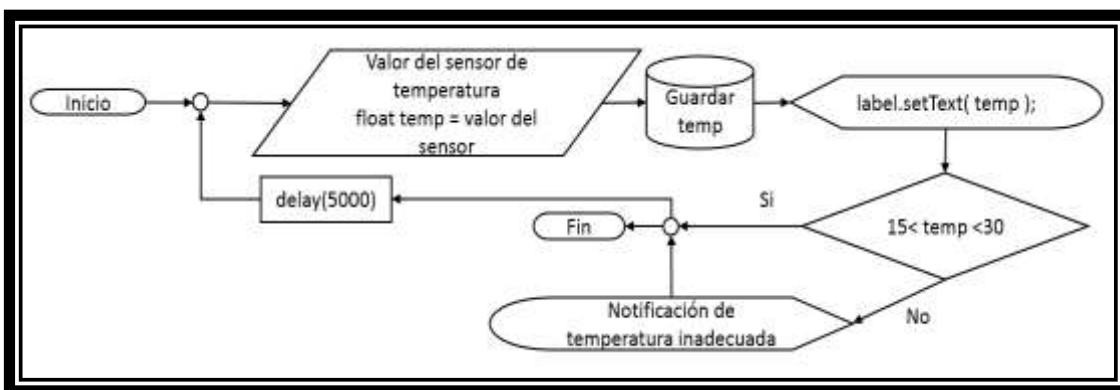 Inicio
Valor del sensor de
temperatura
float temp = valor del
sensor
Guardar
temp
label.setText( temp );
15< temp <30
Si
No
Notificación de
temperatura inadecuada
Fin
delay(5000)